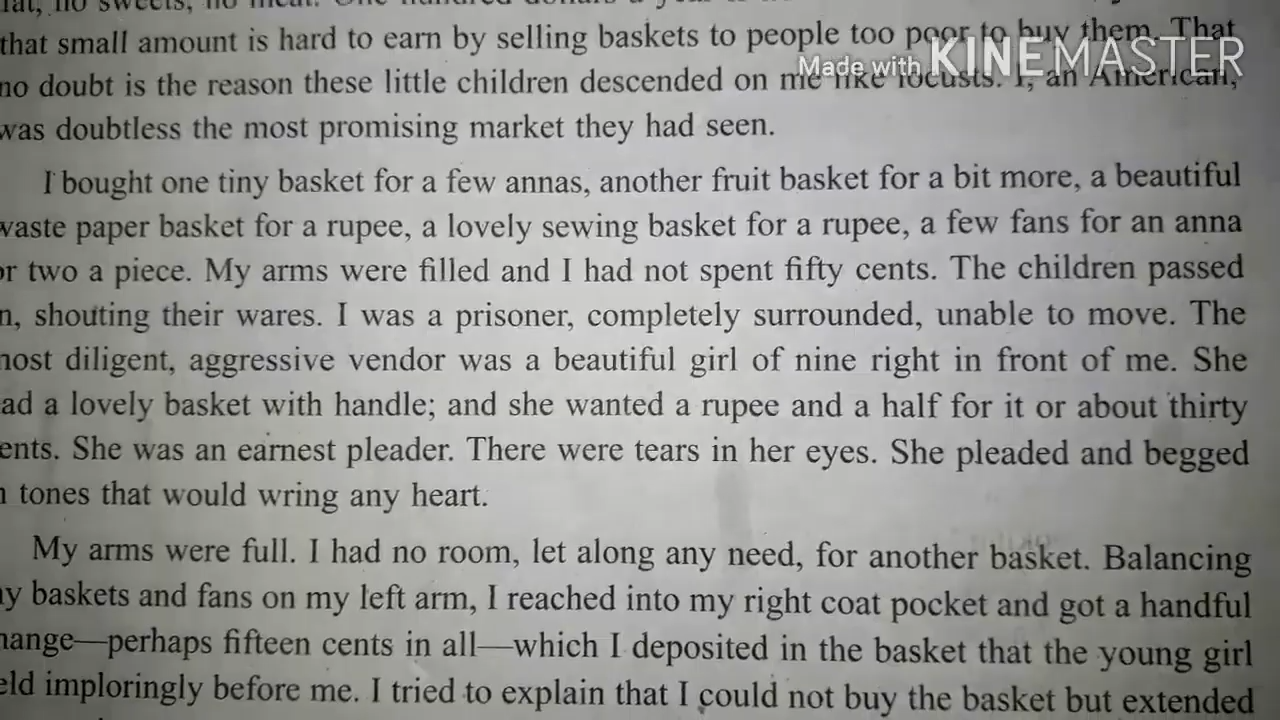 no sweets, no
that small amount is hard to earn by selling baskets to people too poor to buy them. That
Made with KINEMASTER
no doubt is the reason these little children descended on me like locusts. I, an American,
was doubtless the most promising market they had seen.
I bought one tiny basket for a few annas, another fruit basket for a bit more, a beautiful
waste paper basket for a rupee, a lovely sewing basket for a rupee, a few fans for an anna
or two a piece. My arms were filled and I had not spent fifty cents. The children passed
n, shouting their wares. I was a prisoner, completely surrounded, unable to move. The
most diligent, aggressive vendor was a beautiful girl of nine right in front of me. She
ad a lovely basket with handle; and she wanted a rupee and a half for it or about thirty
ents. She was an earnest pleader. There were tears in her eyes. She pleaded and begged
tones that would wring any heart.
My arms were full. I had no room, let along any need, for another basket. Balancing
y baskets and fans on my left arm, I reached into my right coat pocket and got a handful
hange—perhaps fifteen cents in all—which I deposited in the basket that the young girl
eld imploringly before me. I tried to explain that I could not buy the basket but extended